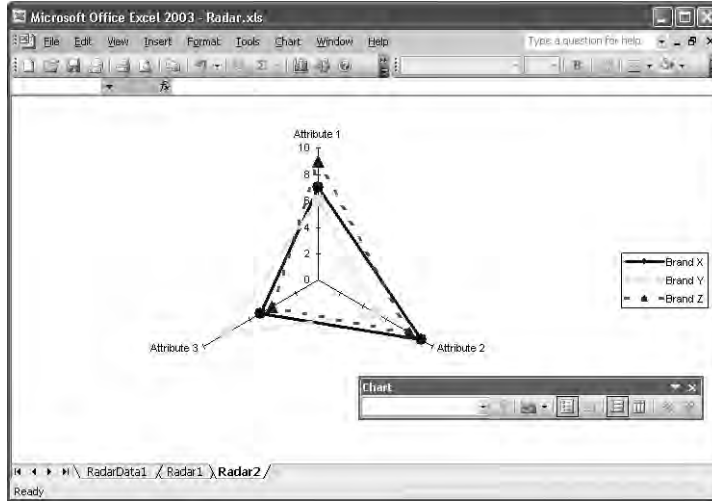 Microsoft Office Excel 2003 - Radar.xls
File Edit View Insert Format Tools Chart Window Help
Type a question for help
Attribute 1
10
8
6
4
2
0
Attribute 3
Attribute 2
Brand X
Brand Y
Brand Z
Chart
RadarData1 Radar1 Radar2
Ready